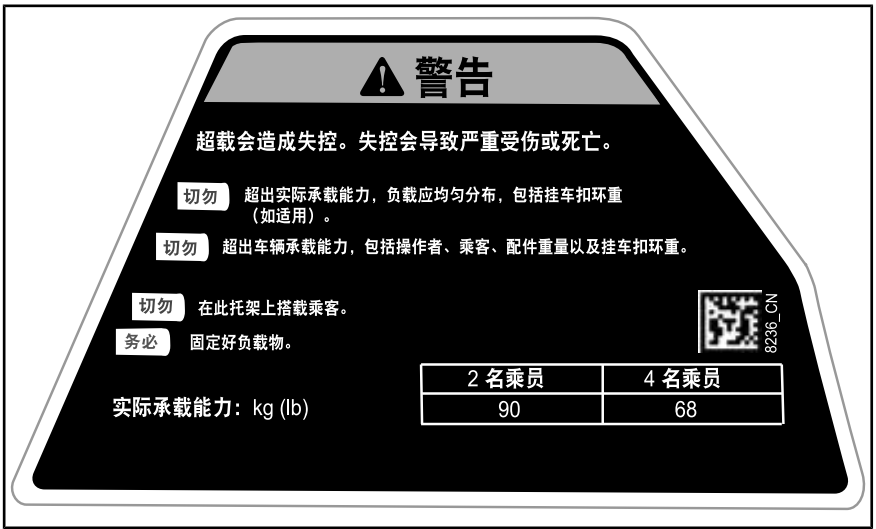 警告
超载会造成失控。失控会导致严重受伤或死亡。
切勿 超出实际承载能力，负载应均匀分布，包括挂车扣环重
（如适用）。
切勿 超出车辆承载能力，包括操作者、乘客、配件重量以及挂车扣环重。
切勿 在此托架上搭载乘客。
务必 固定好负载物。
8236_CN
2 名乘员 4 名乘员
实际承载能力：kg (lb) 90 68